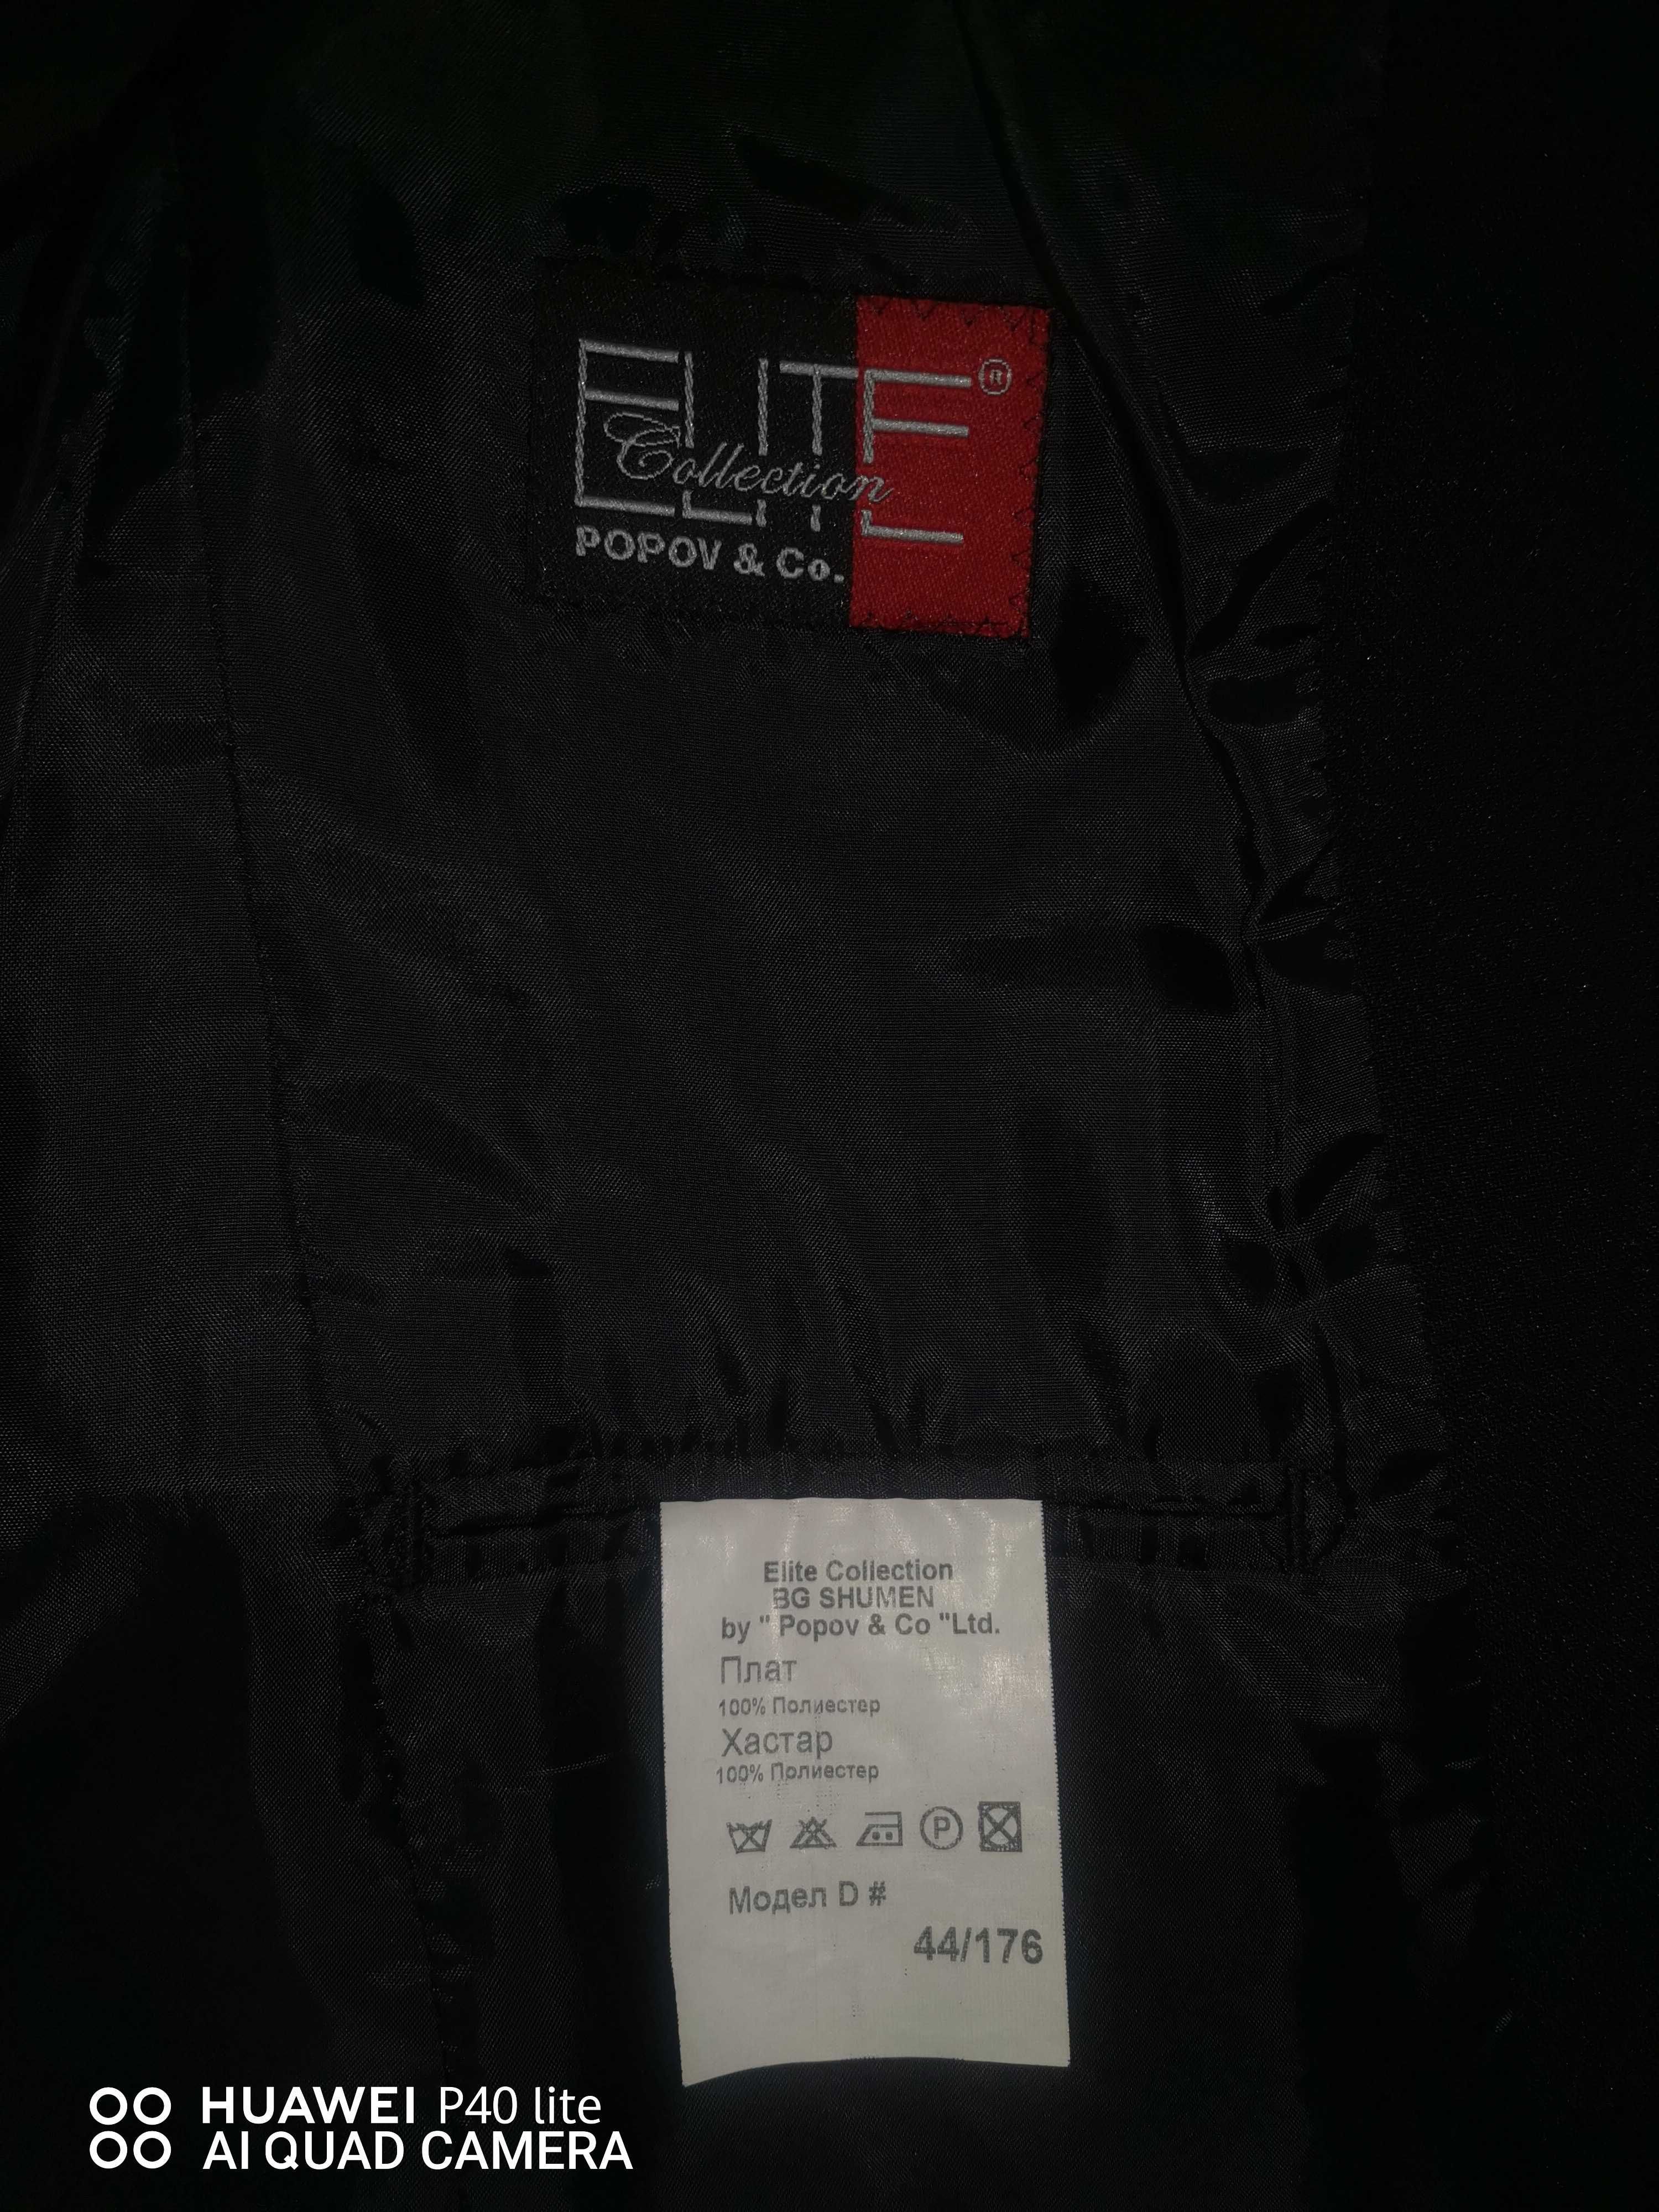 ELITE ®
Collection
POPOV & Co.
Elite Collection
BG SHUMEN
by " Popov & Co "Ltd.
Плат
100% Полиестер
Хастар
100% Полиестер
P
Модел D #
44/176
HUAWEI P40 lite
AI QUAD CAMERA